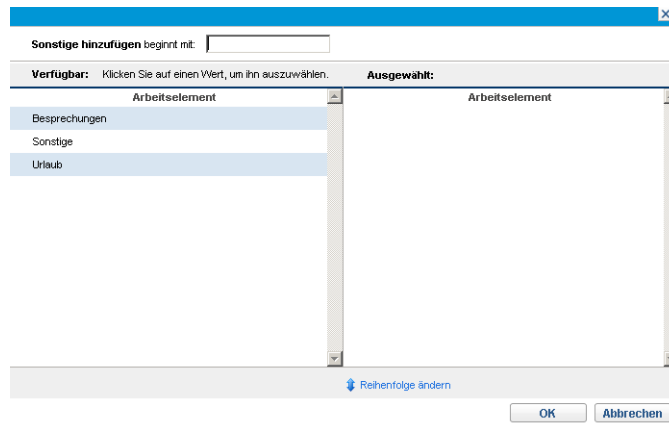 Sonstige hinzufügen beginnt mit:
Verfügbar: Klicken Sie auf einen Wert, um ihn auszuwählen. Ausgewählt:
Arbeitselement Arbeitselement
Besprechungen
Sonstige
Urlaub
Reihenfolge ändern
OK Abbrechen